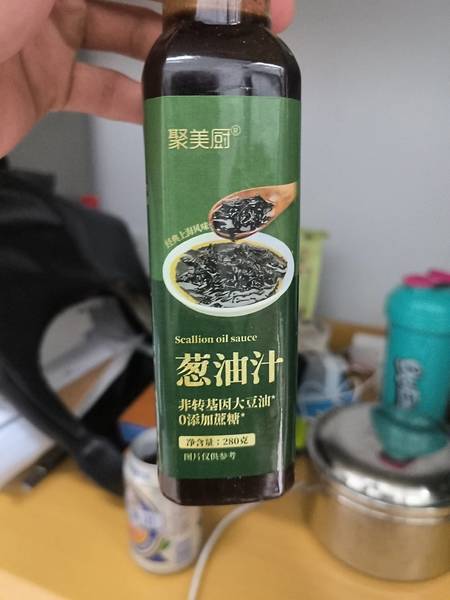 聚美厨®
经典上海风味
Scallion oil sauce
葱油汁
非转基因大豆油*
0添加蔗糖*
净含量：280克
图片仅供参考